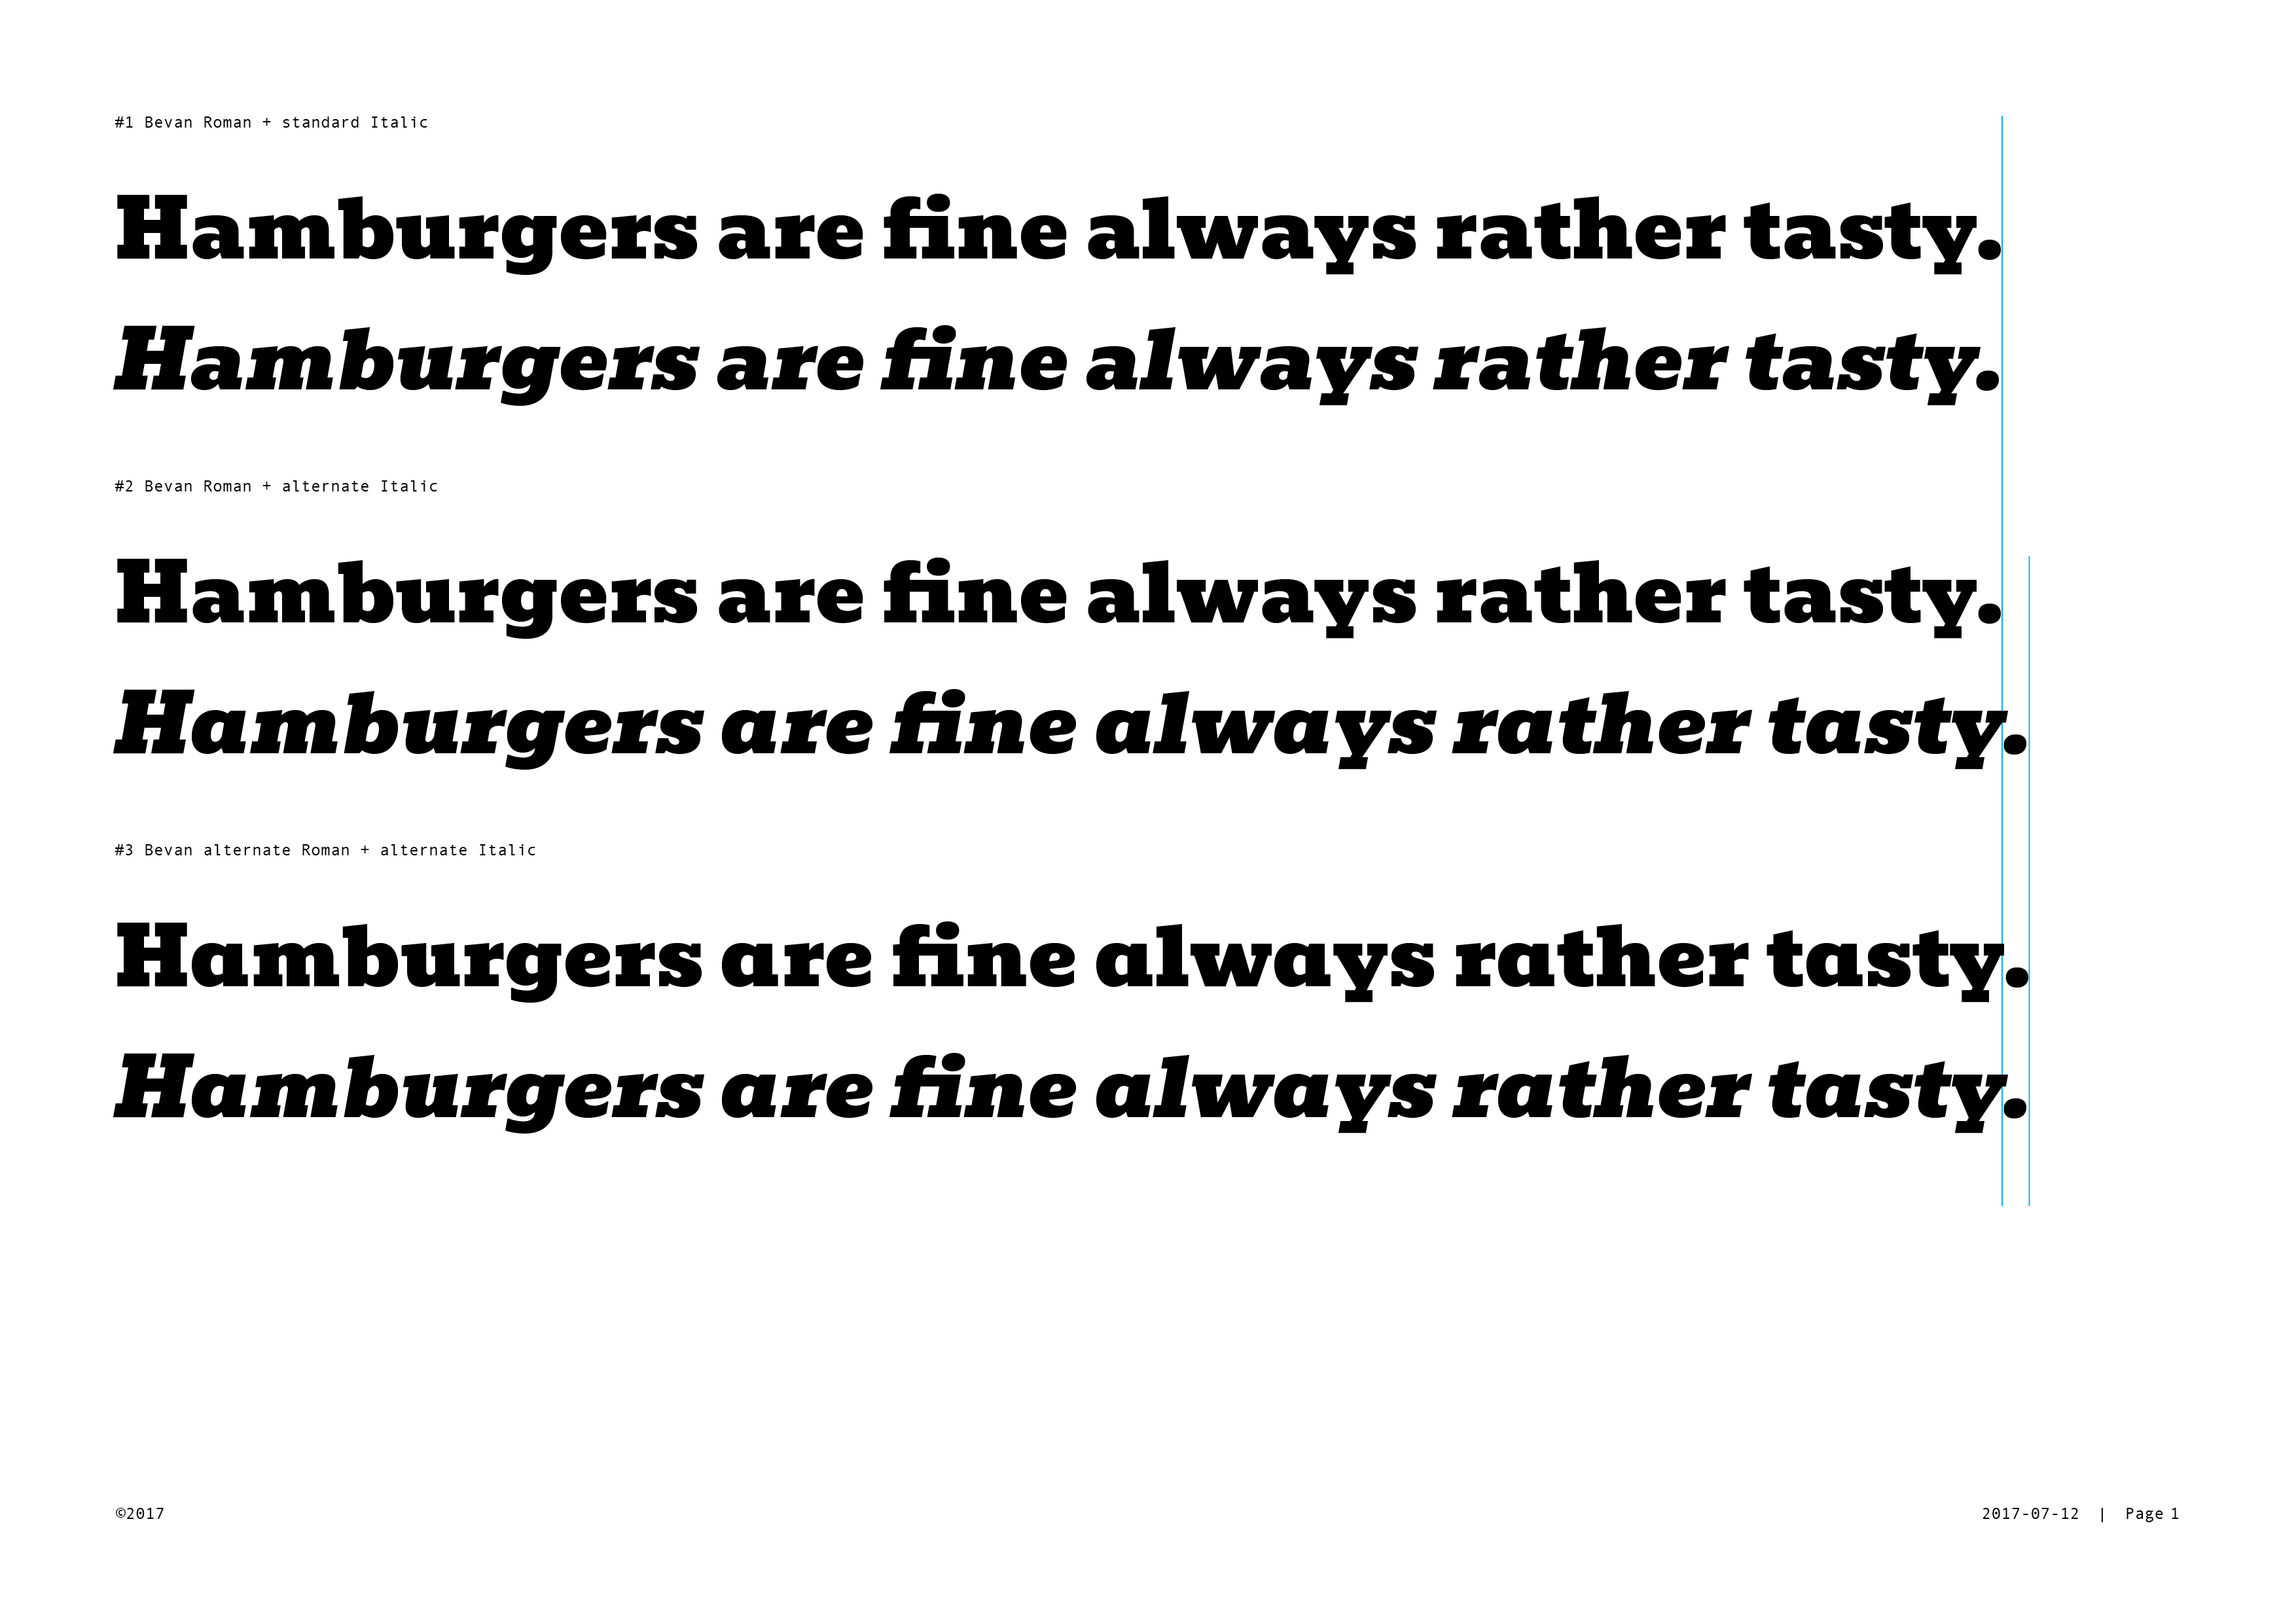 #1 Bevan Roman + standard Italic
Hamburgers are fine always rather tasty.
Hamburgers are fine always rather tasty.
#2 Bevan Roman + alternate Italic
Hamburgers are fine always rather tasty.
Hamburgers are fine always rather tasty.
#3 Bevan alternate Roman + alternate Italic
Hamburgers are fine always rather tasty.
Hamburgers are fine always rather tasty.
©2017
2017-07-12 | Page 1